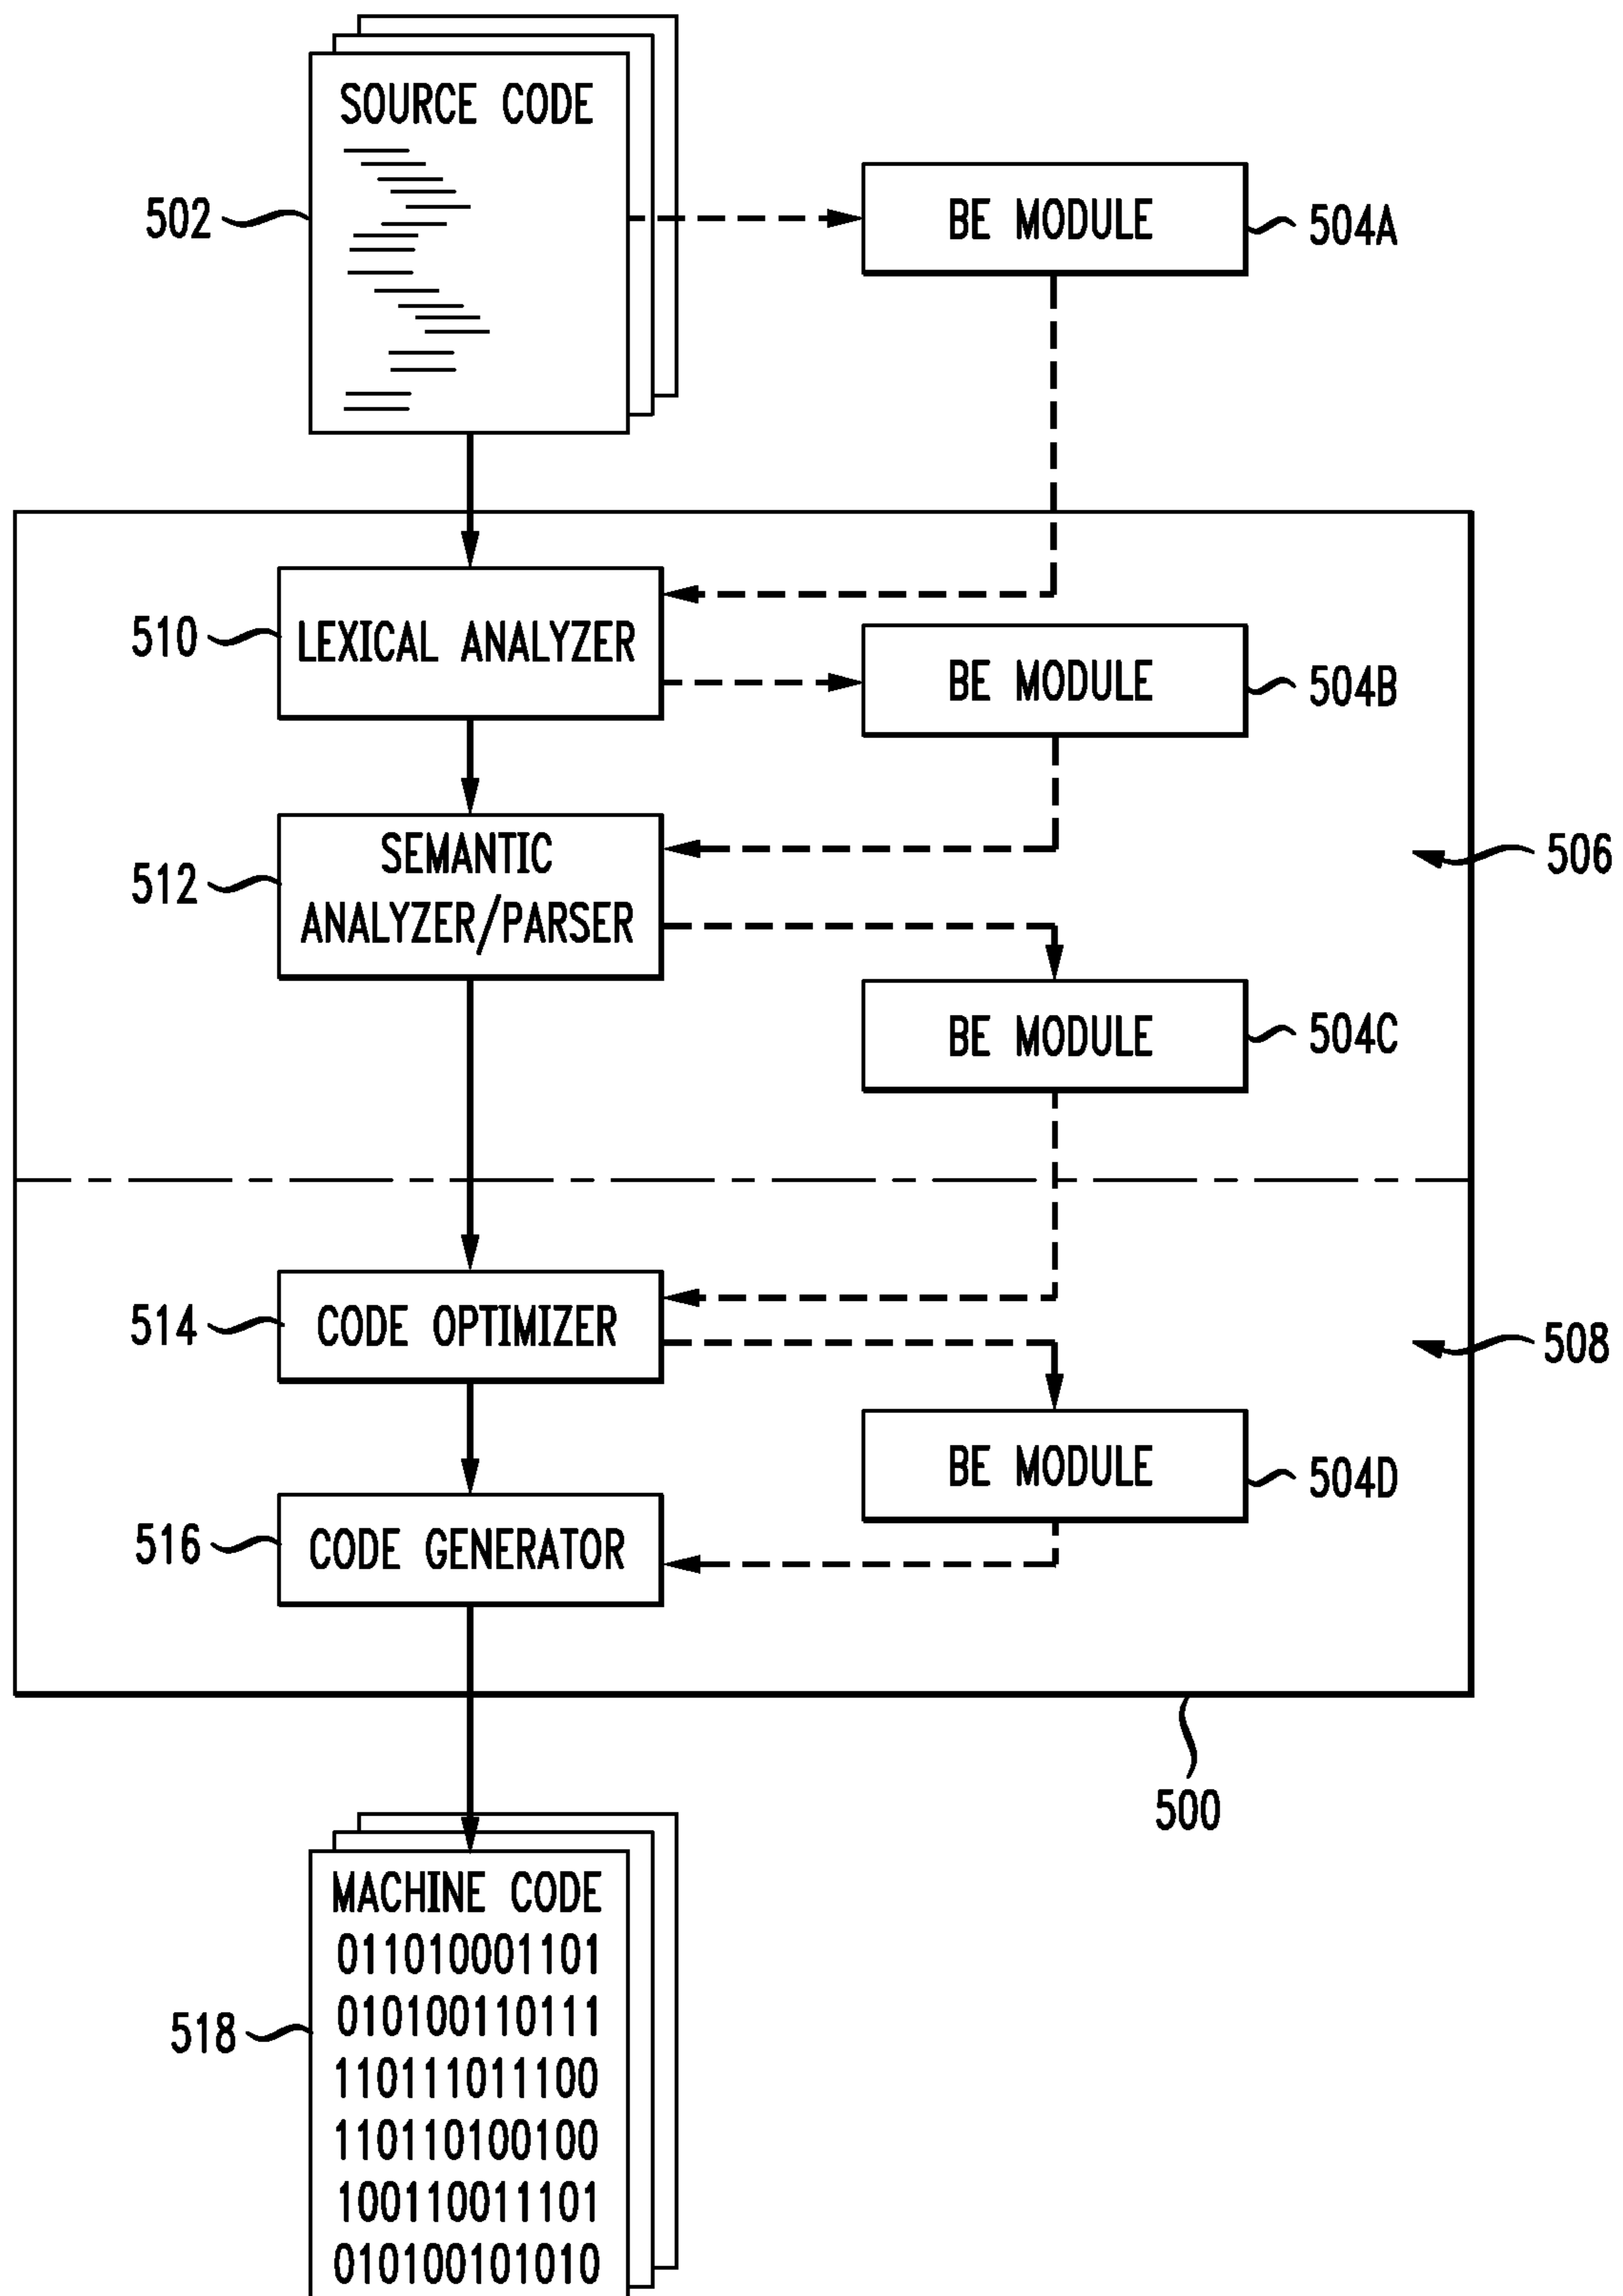 SOURCE CODE
502
BE MODULE
504A
510
LEXICAL ANALYZER
BE MODULE
504B
512
SEMANTIC
ANALYZER/PARSER
506
BE MODULE
504C
514
CODE OPTIMIZER
508
BE MODULE
504D
516
CODE GENERATOR
500
MACHINE CODE
011010001101
010100110111
518
110111011100
110110100100
100110011101
010100101010